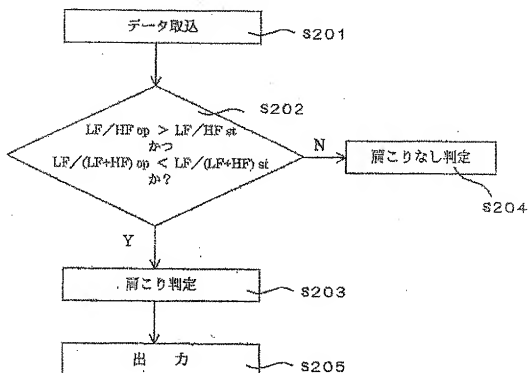 データ取込
S201
S202
LF/HF op > LF/HF st
かつ
LF/(LF+HF) op < LF/(LF+HF) st
か?
N
肩こりなし判定
S204
Y
肩こり判定
S203
出 力
S205